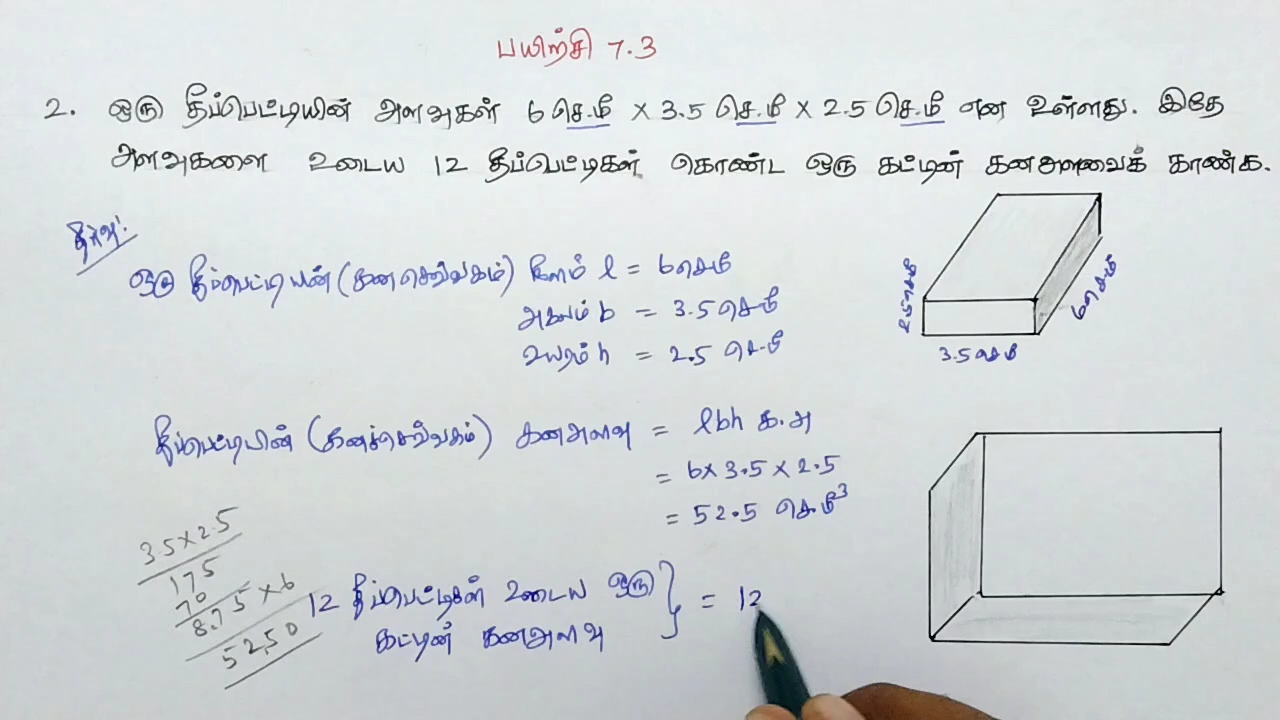 பயிற்சி 7.3
2. ஒரு தீப்பெட்டியின் அளவுகள் 6 செ.மீ × 3.5 செ.மீ × 2.5 செ.மீ என உள்ளது. இதே
அளவுகளை உடைய 12 தீப்பெட்டிகள் கொண்ட ஒரு கட்டின் கனஅளவைக் காண்க.
தீர்வு:
ஒரு தீப்பெட்டியின் (கனசெவ்வகம்) நீளம் l = 6 செமீ
அகலம் b = 3.5 செமீ
உயரம் h = 2.5 செ.மீ
2.5 செமீ
6 செமீ
3.5 செமீ
தீப்பெட்டியின் (கனச்செவ்வகம்) கனஅளவு = lbh க.அ
= 6 × 3.5 × 2.5
= 52.5 செ.மீ³
3.5 × 2.5
175
70
8.75 × 6
52.50
12 தீப்பெட்டிகள் உடைய ஒரு
கட்டின் கனஅளவு } = 12